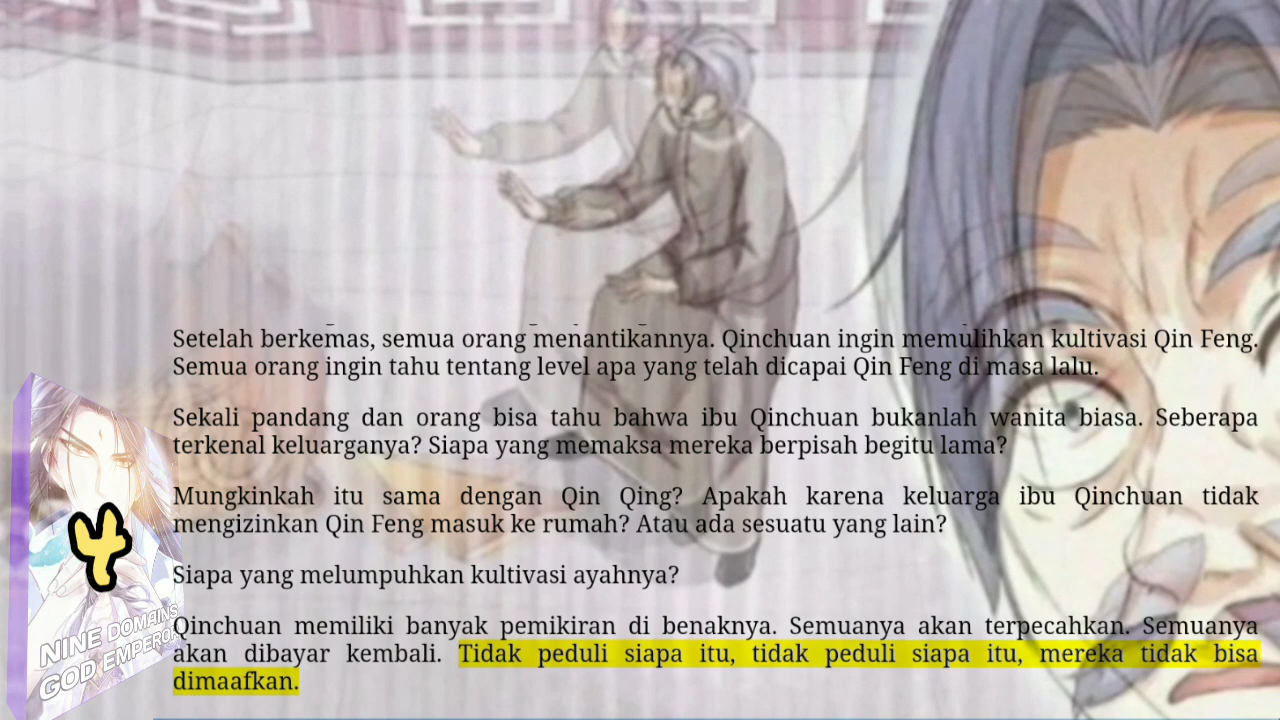 Setelah berkemas, semua orang menantikannya. Qinchuan ingin memulihkan kultivasi Qin Feng.
Semua orang ingin tahu tentang level apa yang telah dicapai Qin Feng di masa lalu.
Sekali pandang dan orang bisa tahu bahwa ibu Qinchuan bukanlah wanita biasa. Seberapa
terkenal keluarganya? Siapa yang memaksa mereka berpisah begitu lama?
Mungkinkah itu sama dengan Qin Qing? Apakah karena keluarga ibu Qinchuan tidak
mengizinkan Qin Feng masuk ke rumah? Atau ada sesuatu yang lain?
Siapa yang melumpuhkan kultivasi ayahnya?
Qinchuan memiliki banyak pemikiran di benaknya. Semuanya akan terpecahkan. Semuanya
akan dibayar kembali. Tidak peduli siapa itu, tidak peduli siapa itu, mereka tidak bisa
dimaafkan.
NINE DOMAINS
GOD EMPEROR